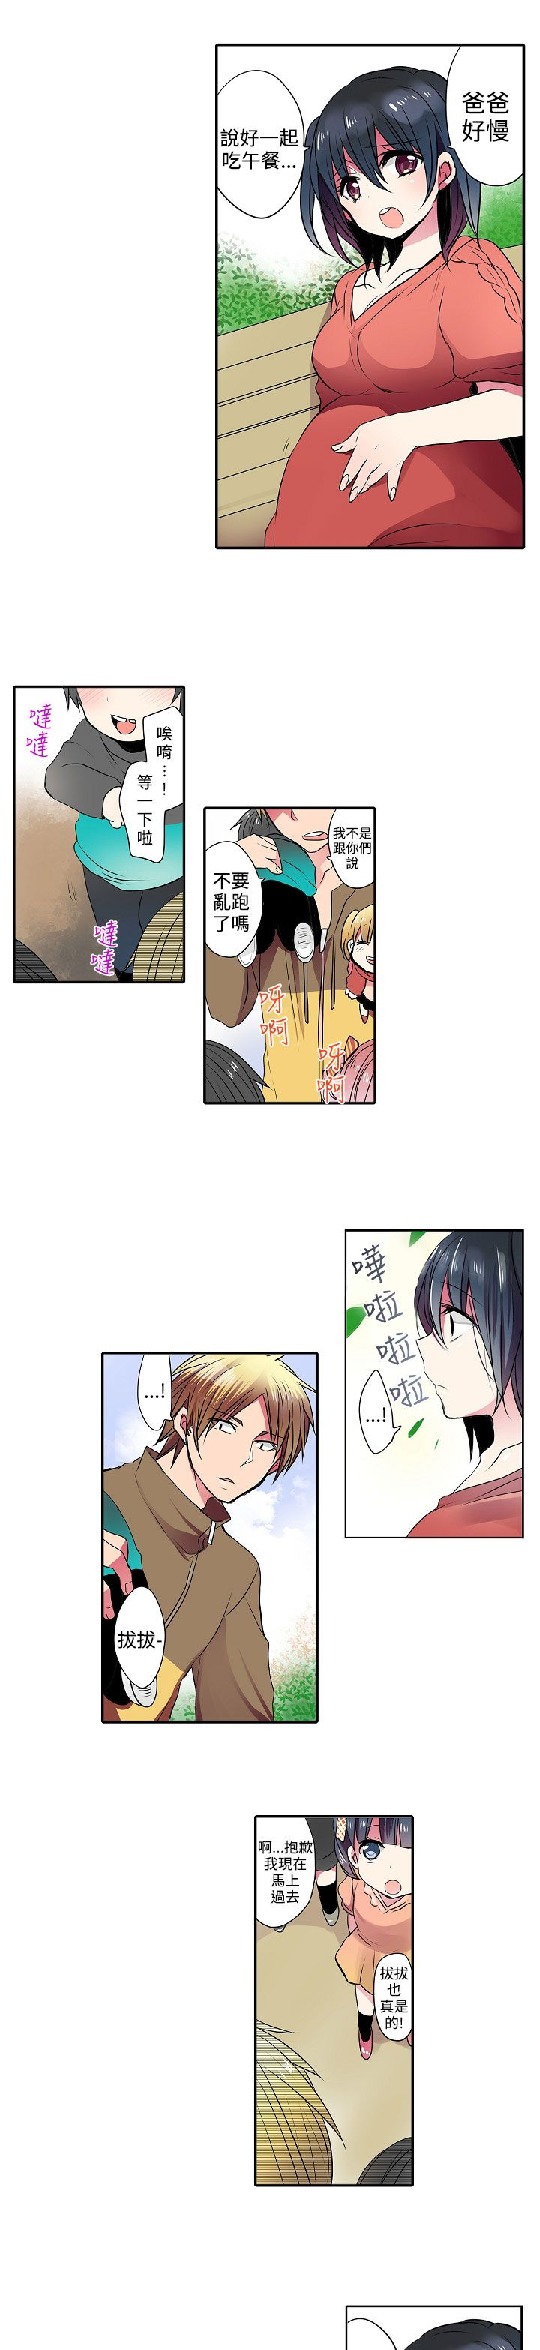 爸爸
好慢
說好一起
吃午餐...
噠
噠
唉唷…!
等一下啦
噠
噠
不是
我跟你們
說
不要
亂跑
了嗎
呀
啊
呀
啊
嘩
啦
啦
啦
...!
...!
拔拔-
啊...抱歉
我現在
馬上
過去
拔拔
也
真是
的!